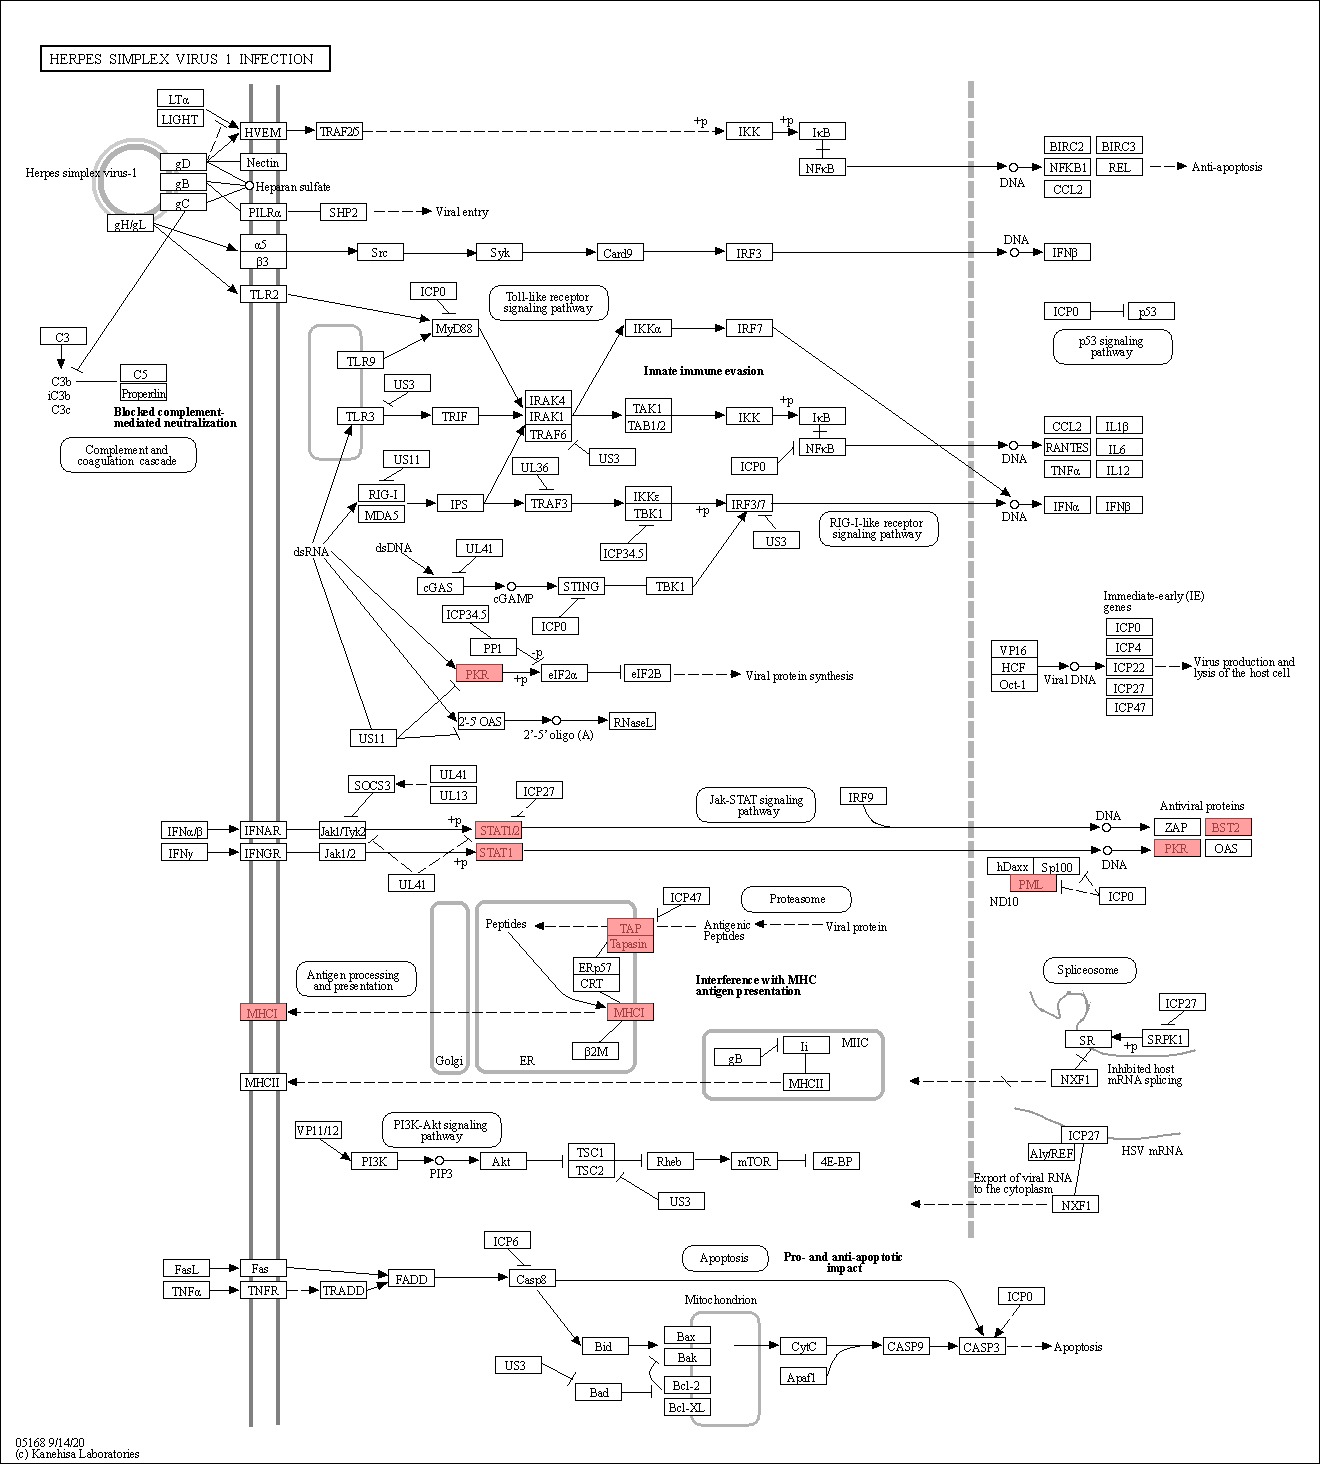 HERPES SIMPLEX VIRUS 1 INFECTION
LTα
LIGHT
HVEM
TRAF2/5
+p
IKK
+p
IκB
NFκB
DNA
BIRC2
BIRC3
NFKB1
REL
CCL2
Anti-apoptosis
Herpes simplex virus-1
gD
gB
gC
gH/gL
Nectin
Heparan sulfate
PILRα
SHP2
Viral entry
α5
β3
Src
Syk
Card9
IRF3
DNA
IFNβ
TLR2
ICP0
MyD88
Toll-like receptor
signaling pathway
IKKα
IRF7
ICP0
p53
p53 signaling
pathway
C3
C3b
iC3b
C3c
C5
Properdin
Blocked complement-
mediated neutralization
Complement and
coagulation cascade
TLR9
TLR3
US3
TRIF
IRAK4
IRAK1
TRAF6
US3
Innate immune evasion
TAK1
TAB1/2
IKK
+p
IκB
NFκB
ICP0
DNA
CCL2
IL1β
RANTES
IL6
TNFα
IL12
US11
RIG-I
MDA5
IPS
UL36
TRAF3
IKKε
TBK1
ICP34.5
+p
IRF3/7
US3
RIG-I-like receptor
signaling pathway
DNA
IFNα
IFNβ
dsRNA
dsDNA
UL41
cGAS
cGAMP
STING
ICP0
TBK1
ICP34.5
PP1
-p
PKR
+p
eIF2α
eIF2B
Viral protein synthesis
US11
2'-5' OAS
2'-5' oligo (A)
RNaseL
Immediate-early (IE)
genes
VP16
HCF
Oct-1
Viral DNA
ICP0
ICP4
ICP22
ICP27
ICP47
Virus production and
lysis of the host cell
SOCS3
UL41
UL13
ICP27
Jak-STAT signaling
pathway
IRF9
IFNα/β
IFNAR
Jak1/Tyk2
+p
STAT1/2
DNA
Antiviral proteins
ZAP
BST2
IFNγ
IFNGR
Jak1/2
+p
STAT1
DNA
PKR
OAS
UL41
hDaxx
Sp100
PML
ND10
ICP0
ICP47
Proteasome
Peptides
TAP
Tapasin
Antigenic
Peptides
Viral protein
ERp57
CRT
Interference with MHC
antigen presentation
Antigen processing
and presentation
MHCI
MHCI
β2M
Golgi
ER
gB
Ii
MIIC
MHCII
MHCII
Spliceosome
ICP27
SR
+p
SRPK1
NXF1
Inhibited host
mRNA splicing
ICP27
Aly/REF
HSV mRNA
Export of viral RNA
to the cytoplasm
NXF1
VP11/12
PI3K-Akt signaling
pathway
PI3K
PIP3
Akt
TSC1
TSC2
Rheb
mTOR
4E-BP
US3
ICP6
Apoptosis
Pro- and anti-apoptotic
impact
FasL
Fas
FADD
Casp8
TNFα
TNFR
TRADD
Mitochondrion
ICP0
Bid
Bax
Bak
Bcl-2
Bcl-XL
US3
Bad
CytC
Apaf1
CASP9
CASP3
Apoptosis
05168 9/14/20
(c) Kanehisa Laboratories